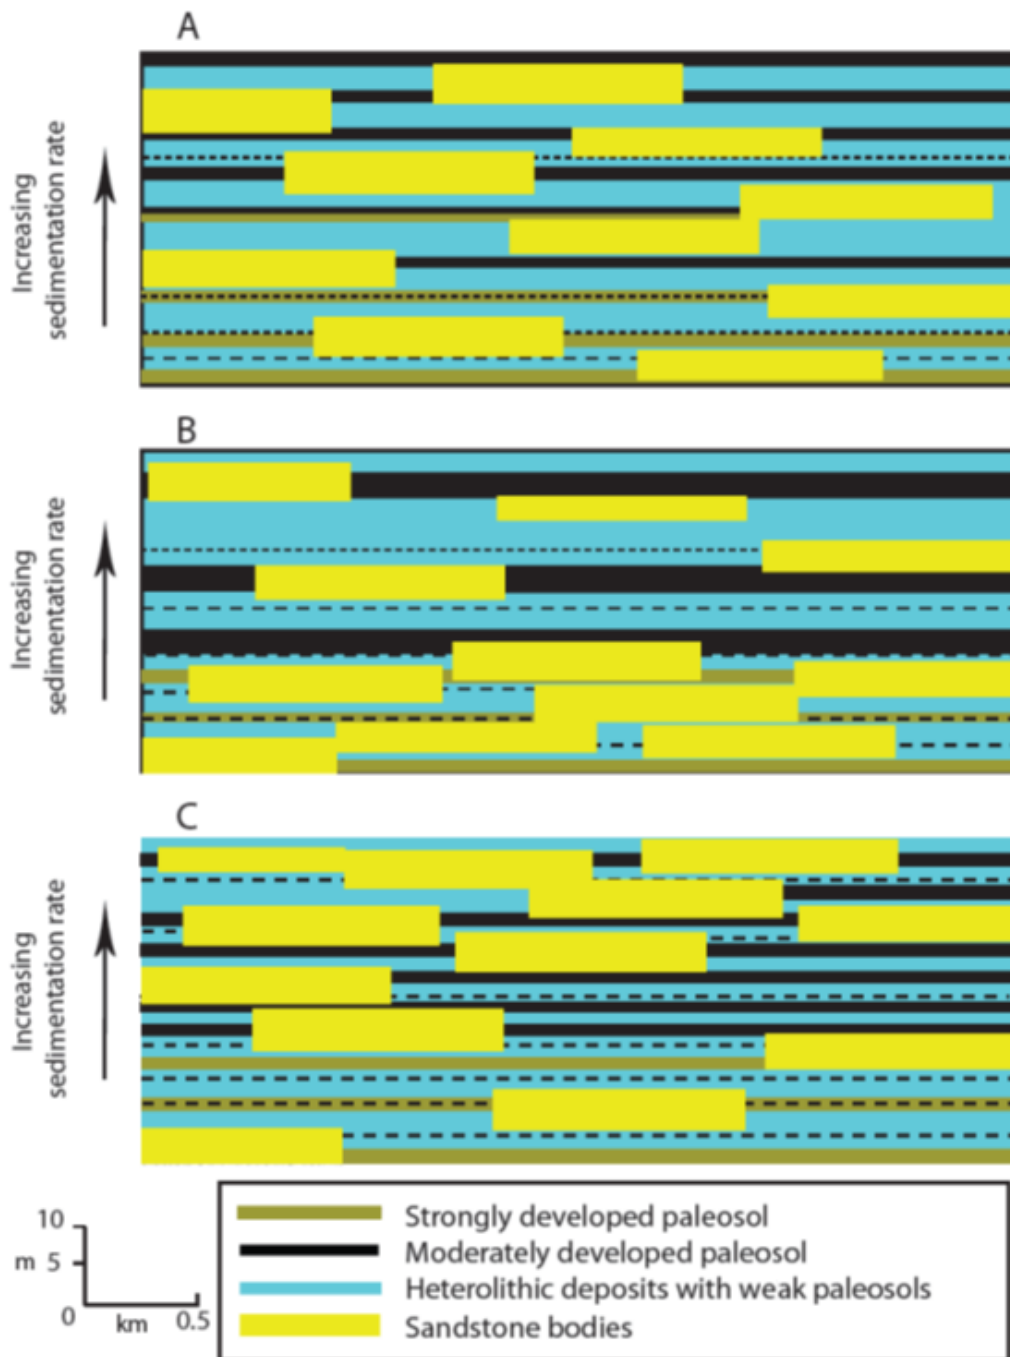 A
Increasing
sedimentation rate
B
Increasing
sedimentation rate
C
Increasing
sedimentation rate
10
m 5
0
km
0.5
Strongly developed paleosol
Moderately developed paleosol
Heterolithic deposits with weak paleosols
Sandstone bodies